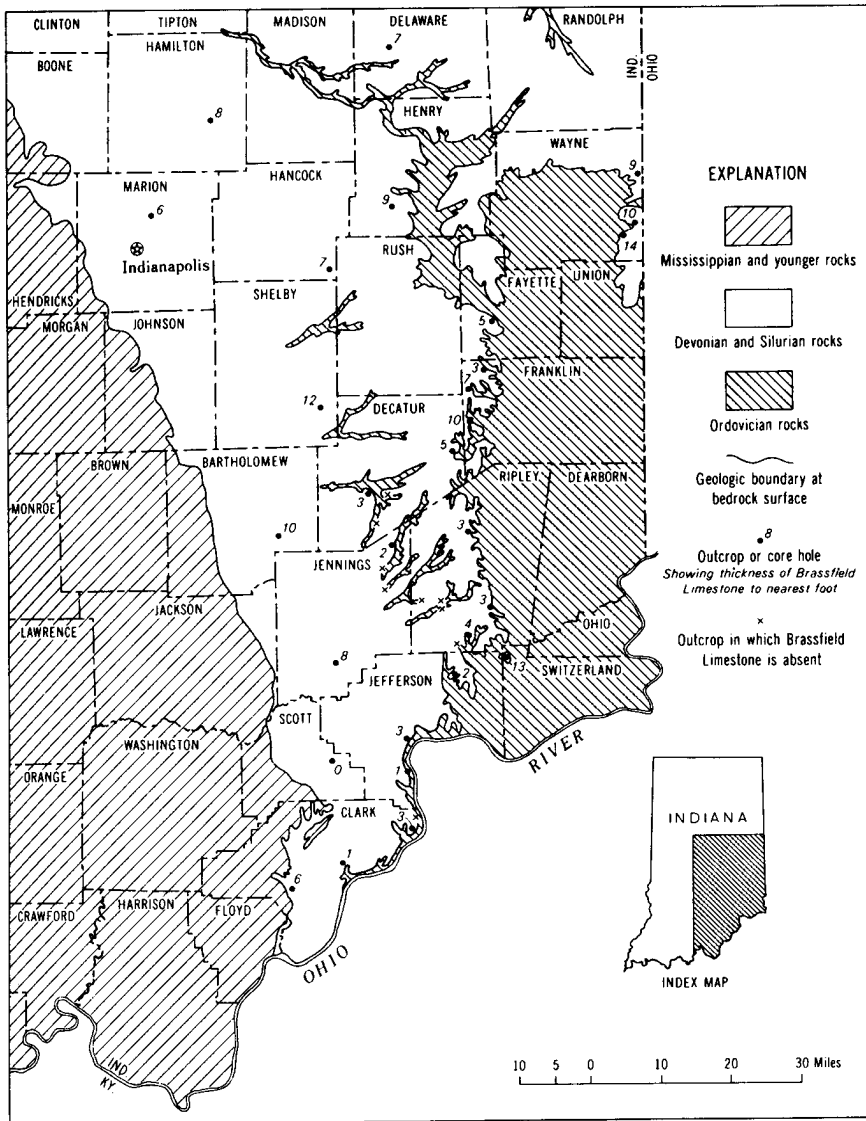 CLINTON
TIPTON
MADISON
DELAWARE
RANDOLPH
HAMILTON
BOONE
IND.
OHIO
7
8
HENRY
WAYNE
MARION
HANCOCK
6
Indianapolis
9
9
10
14
RUSH
7
HENDRICKS
MORGAN
JOHNSON
SHELBY
FAYETTE
UNION
5
3
FRANKLIN
7
12
DECATUR
10
5
BROWN
BARTHOLOMEW
RIPLEY
DEARBORN
MONROE
3
10
2
3
JENNINGS
JACKSON
3
LAWRENCE
4
OHIO
13
SWITZERLAND
8
JEFFERSON
2
SCOTT
WASHINGTON
3
RIVER
ORANGE
0
1
CLARK
3
1
6
CRAWFORD
HARRISON
FLOYD
OHIO
IND
KY
EXPLANATION
Mississippian and younger rocks
Devonian and Silurian rocks
Ordovician rocks
Geologic boundary at
bedrock surface
8
Outcrop or core hole
Showing thickness of Brassfield
Limestone to nearest foot
x
Outcrop in which Brassfield
Limestone is absent
INDIANA
INDEX MAP
10 5 0 10 20 30 Miles